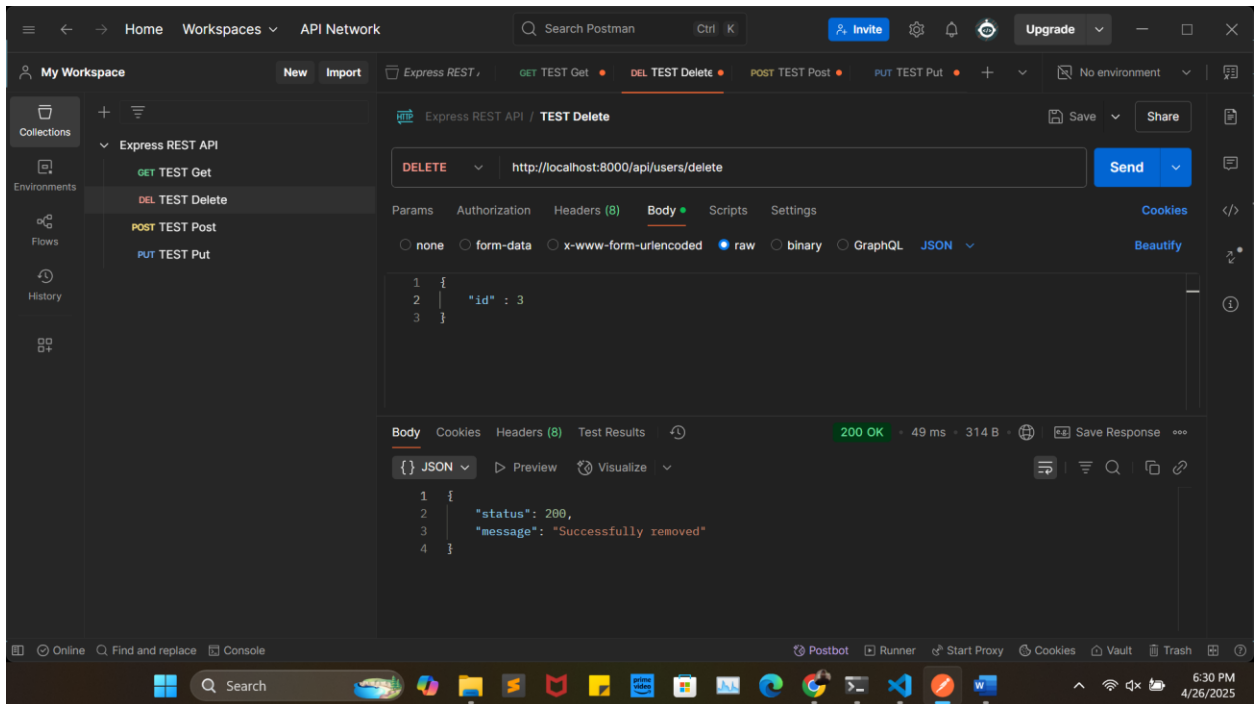 Home Workspaces API Network Search Postman Ctrl K Invite Upgrade
My Workspace New Import Express REST GET TEST Get DEL TEST Delete POST TEST Post PUT TEST Put No environment
Collections
Environments
Flows
History
Express REST API
GET TEST Get
DEL TEST Delete
POST TEST Post
PUT TEST Put
HTTP Express REST API / TEST Delete Save Share
DELETE http://localhost:8000/api/users/delete Send
Params Authorization Headers (8) Body Scripts Settings Cookies
none form-data x-www-form-urlencoded raw binary GraphQL JSON Beautify
1 {
2 "id" : 3
3 }
Body Cookies Headers (8) Test Results 200 OK 49 ms 314 B e.g. Save Response
{} JSON Preview Visualize
1 {
2 "status": 200,
3 "message": "Successfully removed"
4 }
Online Find and replace Console Postbot Runner Start Proxy Cookies Vault Trash
Search prime video 6:30 PM
4/26/2025